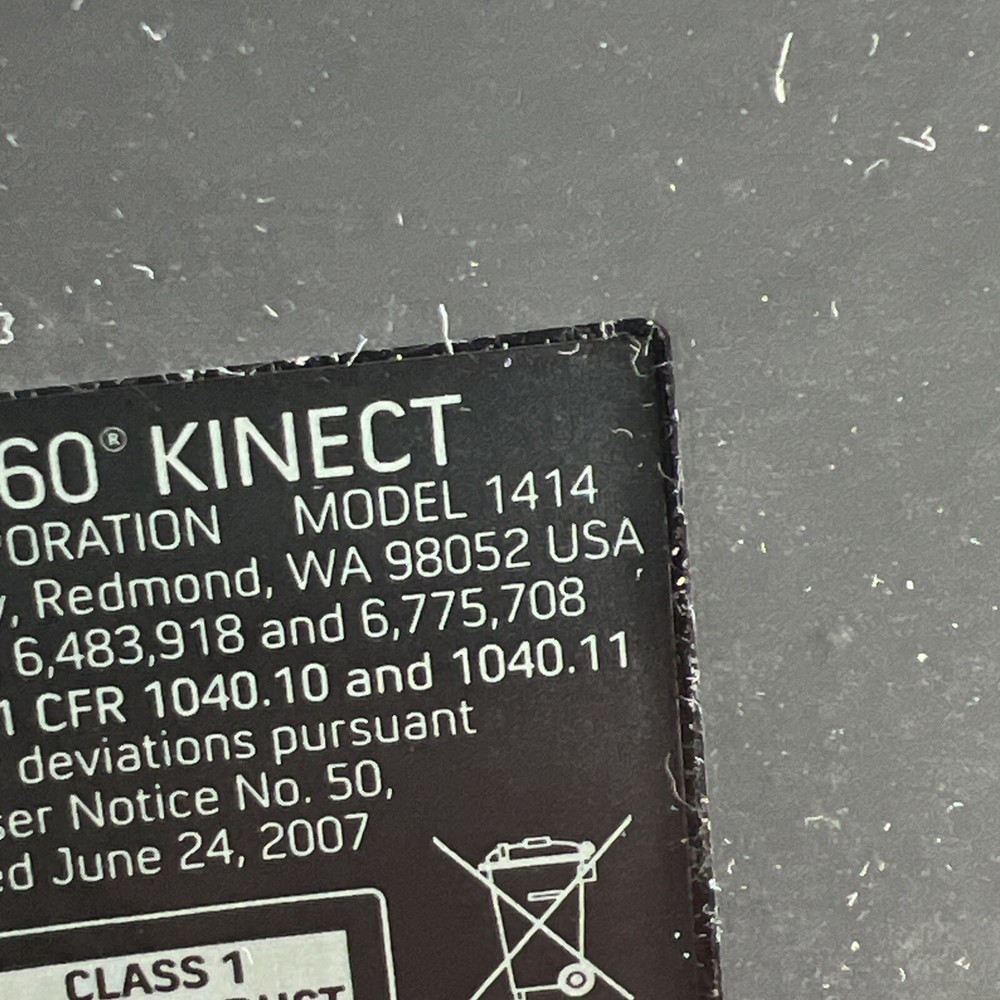 60® KINECT
PORATION MODEL 1414
y, Redmond, WA 98052 USA
6,483,918 and 6,775,708
1 CFR 1040.10 and 1040.11
deviations pursuant
ser Notice No. 50,
ed June 24, 2007
CLASS 1